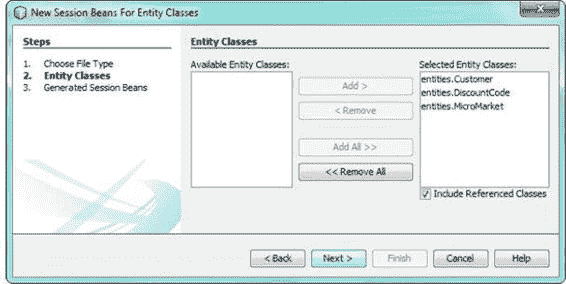 New Session Beans For Entity Classes
Steps
1. Choose File Type
2. Entity Classes
3. Generated Session Beans
Entity Classes
Available Entity Classes:
Add >
< Remove
Add All >>
<< Remove All
Selected Entity Classes:
entities.Customer
entities.DiscountCode
entities.MicroMarket
Include Referenced Classes
< Back
Next >
Finish
Cancel
Help